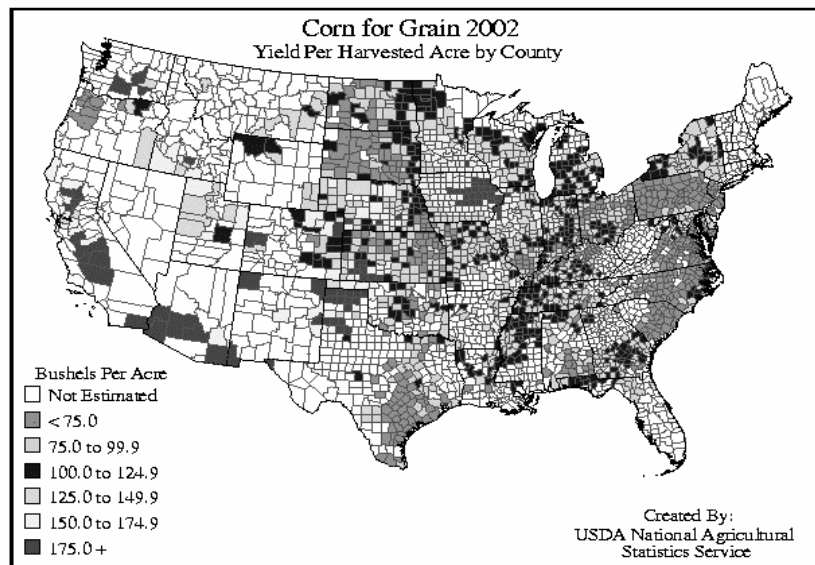 Corn for Grain 2002
Yield Per Harvested Acre by County
Bushels Per Acre
Not Estimated
< 75.0
75.0 to 99.9
100.0 to 124.9
125.0 to 149.9
150.0 to 174.9
175.0 +
Created By:
USDA National Agricultural
Statistics Service